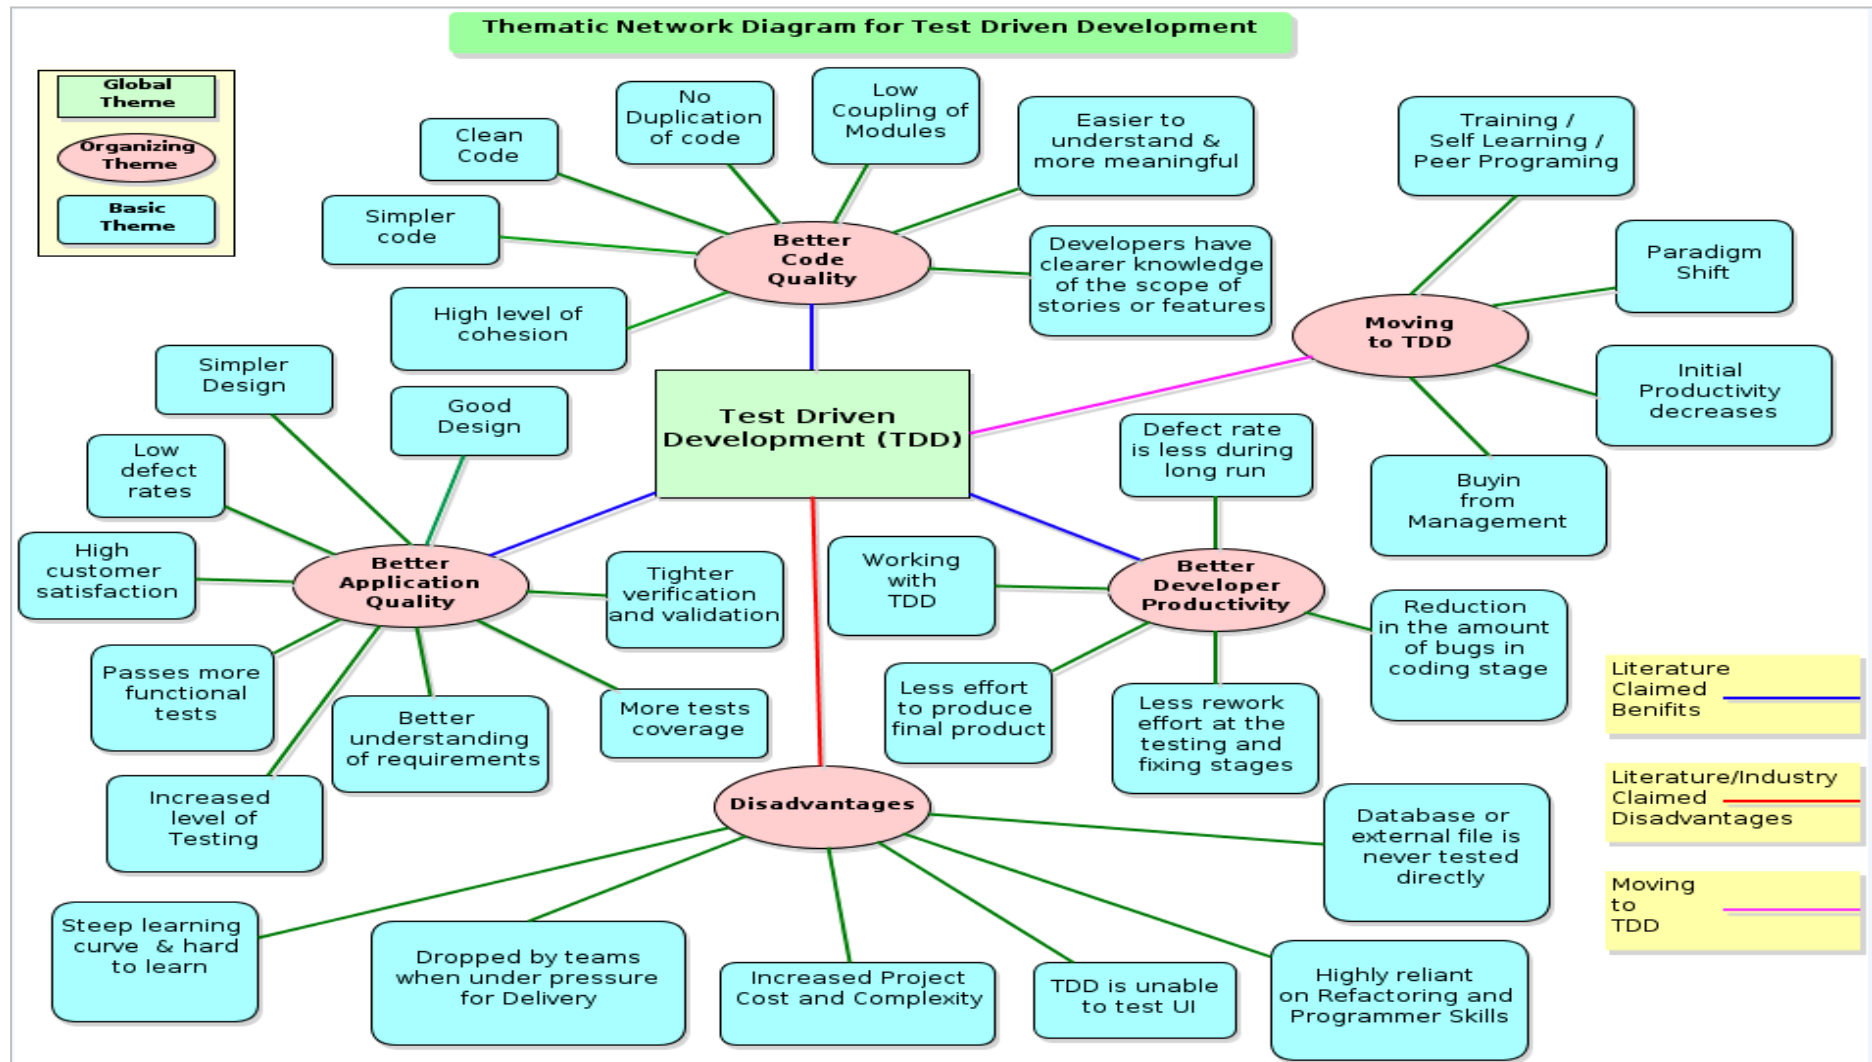 Thematic Network Diagram for Test Driven Development
Global
Theme
Organizing
Theme
Basic
Theme
Clean
Code
No
Duplication
of code
Low
Coupling of
Modules
Easier to
understand &
more meaningful
Training /
Self Learning /
Peer Programing
Simpler
code
Better
Code
Quality
Developers have
clearer knowledge
of the scope of
stories or features
Paradigm
Shift
High level of
cohesion
Moving
to TDD
Initial
Productivity
decreases
Simpler
Design
Good
Design
Test Driven
Development (TDD)
Defect rate
is less during
long run
Buyin
from
Management
Low
defect
rates
High
customer
satisfaction
Better
Application
Quality
Tighter
verification
and validation
Working
with
TDD
Better
Developer
Productivity
Reduction
in the amount
of bugs in
coding stage
Passes more
functional
tests
Better
understanding
of requirements
More tests
coverage
Less effort
to produce
final product
Less rework
effort at the
testing and
fixing stages
Literature
Claimed
Benifits
Increased
level of
Testing
Disadvantages
Literature/Industry
Claimed
Disadvantages
Database or
external file is
never tested
directly
Moving
to
TDD
Steep learning
curve & hard
to learn
Dropped by teams
when under pressure
for Delivery
Increased Project
Cost and Complexity
TDD is unable
to test UI
Highly reliant
on Refactoring and
Programmer Skills